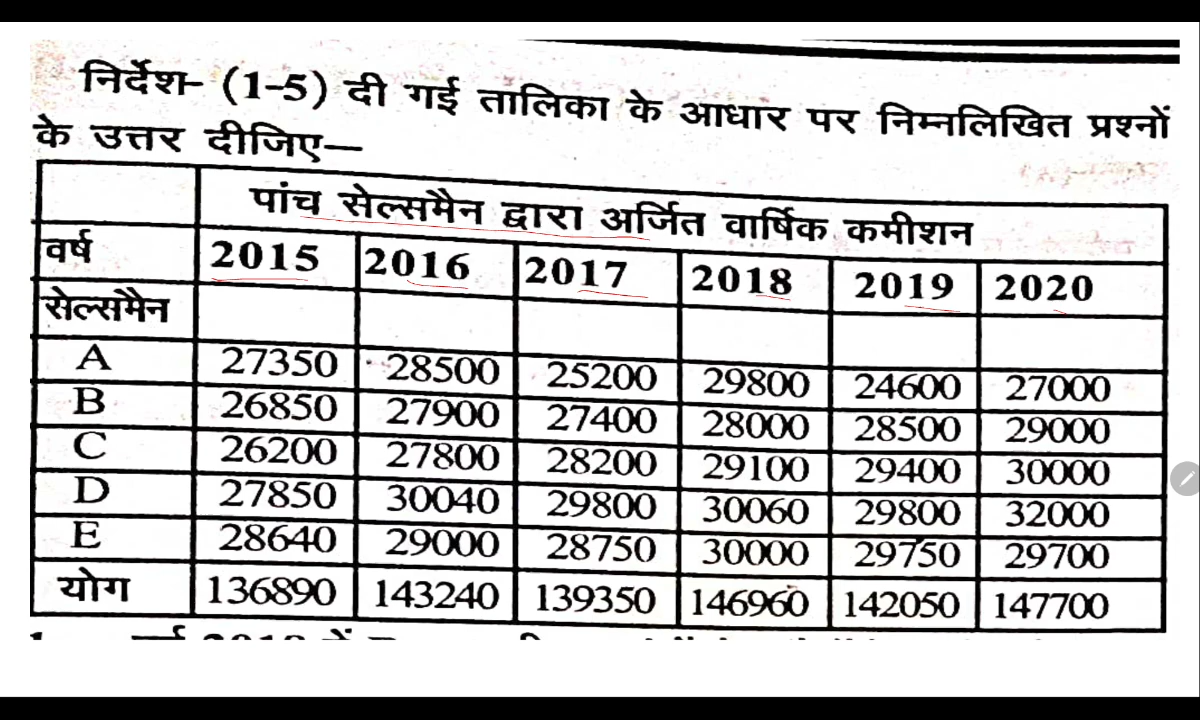 निर्देश- (1-5) दी गई तालिका के आधार पर निम्नलिखित प्रश्नों
के उत्तर दीजिए—
पांच सेल्समैन द्वारा अर्जित वार्षिक कमीशन
वर्ष 2015 2016 2017 2018 2019 2020
सेल्समैन
A 27350 28500 25200 29800 24600 27000
B 26850 27900 27400 28000 28500 29000
C 26200 27800 28200 29100 29400 30000
D 27850 30040 29800 30060 29800 32000
E 28640 29000 28750 30000 29750 29700
योग 136890 143240 139350 146960 142050 147700